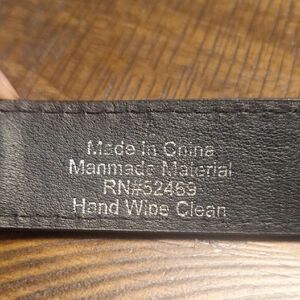 Made In China
Manmade Material
RN#52469
Hand Wipe Clean